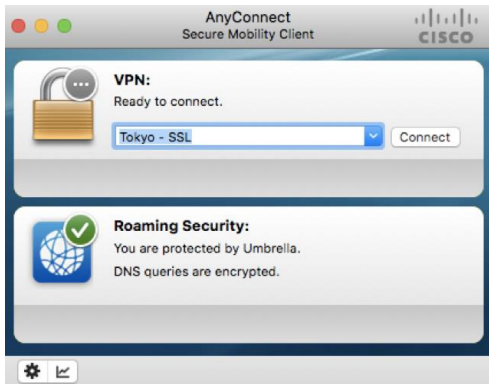 AnyConnect
Secure Mobility Client
CISCO
VPN:
Ready to connect.
Tokyo - SSL
Connect
Roaming Security:
You are protected by Umbrella.
DNS queries are encrypted.